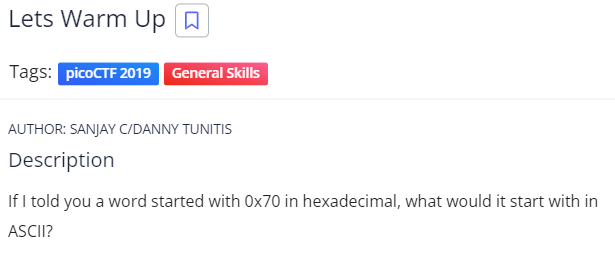 Lets Warm Up
Tags: picoCTF 2019 General Skills
AUTHOR: SANJAY C/DANNY TUNITIS
Description
If I told you a word started with 0x70 in hexadecimal, what would it start with in
ASCII?